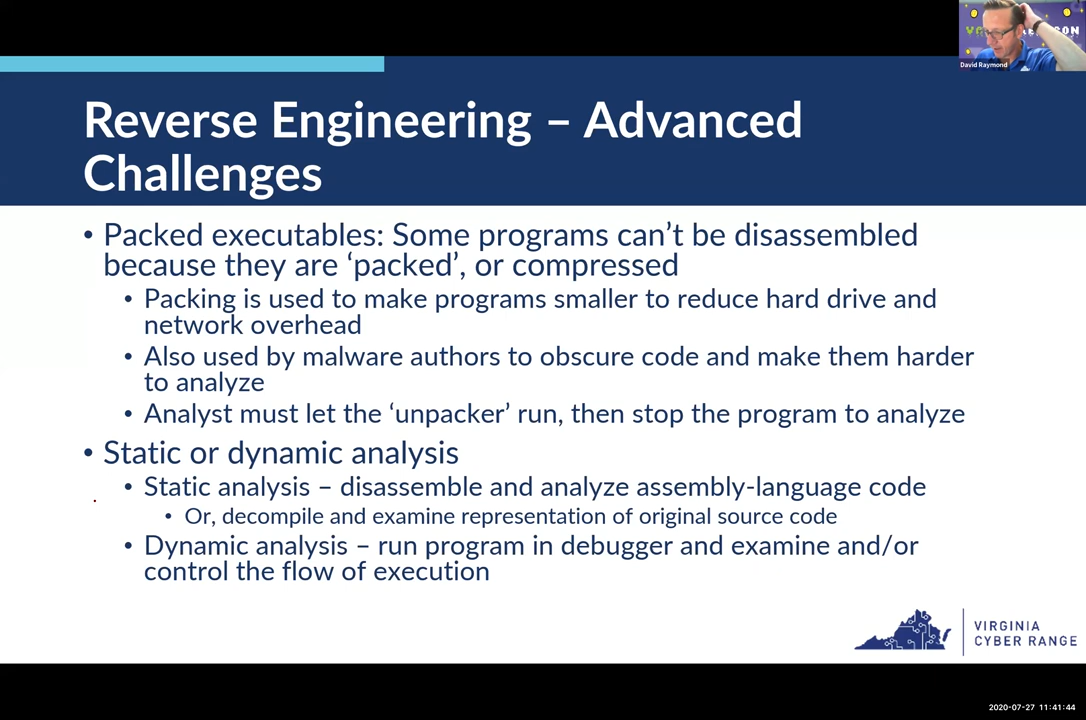 David Raymond
Reverse Engineering – Advanced
Challenges
• Packed executables: Some programs can't be disassembled
because they are 'packed', or compressed
• Packing is used to make programs smaller to reduce hard drive and
network overhead
• Also used by malware authors to obscure code and make them harder
to analyze
• Analyst must let the 'unpacker' run, then stop the program to analyze
• Static or dynamic analysis
• Static analysis – disassemble and analyze assembly-language code
• Or, decompile and examine representation of original source code
• Dynamic analysis – run program in debugger and examine and/or
control the flow of execution
VIRGINIA
CYBER RANGE
2020-07-27 11:41:44